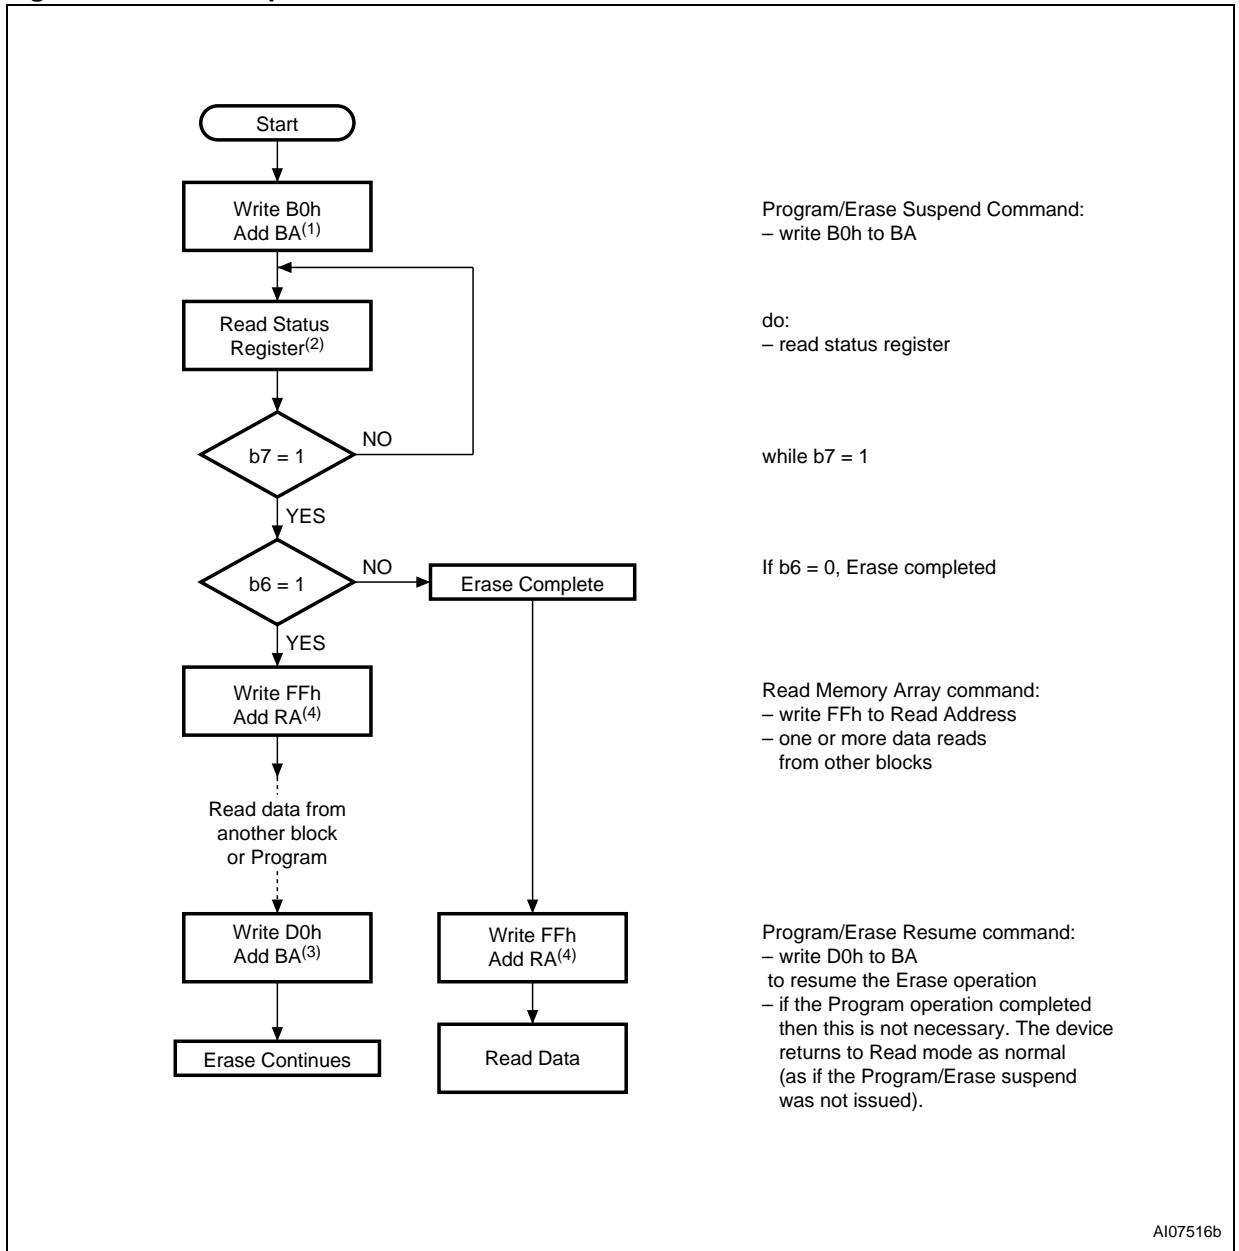 Start
Write B0h
Add BA(1)
Program/Erase Suspend Command:
– write B0h to BA
Read Status
Register(2)
do:
– read status register
NO
b7 = 1
while b7 = 1
YES
NO
b6 = 1
Erase Complete
If b6 = 0, Erase completed
YES
Write FFh
Add RA(4)
Read Memory Array command:
– write FFh to Read Address
– one or more data reads
from other blocks
Read data from
another block
or Program
Write D0h
Add BA(3)
Write FFh
Add RA(4)
Program/Erase Resume command:
– write D0h to BA
to resume the Erase operation
– if the Program operation completed
then this is not necessary. The device
returns to Read mode as normal
(as if the Program/Erase suspend
was not issued).
Erase Continues
Read Data
AI07516b